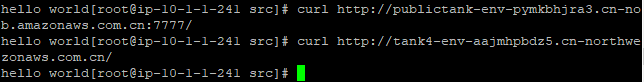 hello world[root@ip-10-1-1-241 src]# curl http://publictank-env-pymkbhjra3.cn-no
b.amazonaws.com.cn:7777/
hello world[root@ip-10-1-1-241 src]# curl http://tank4-env-aajmhpbdz5.cn-northwe
zonaws.com.cn/
hello world[root@ip-10-1-1-241 src]#